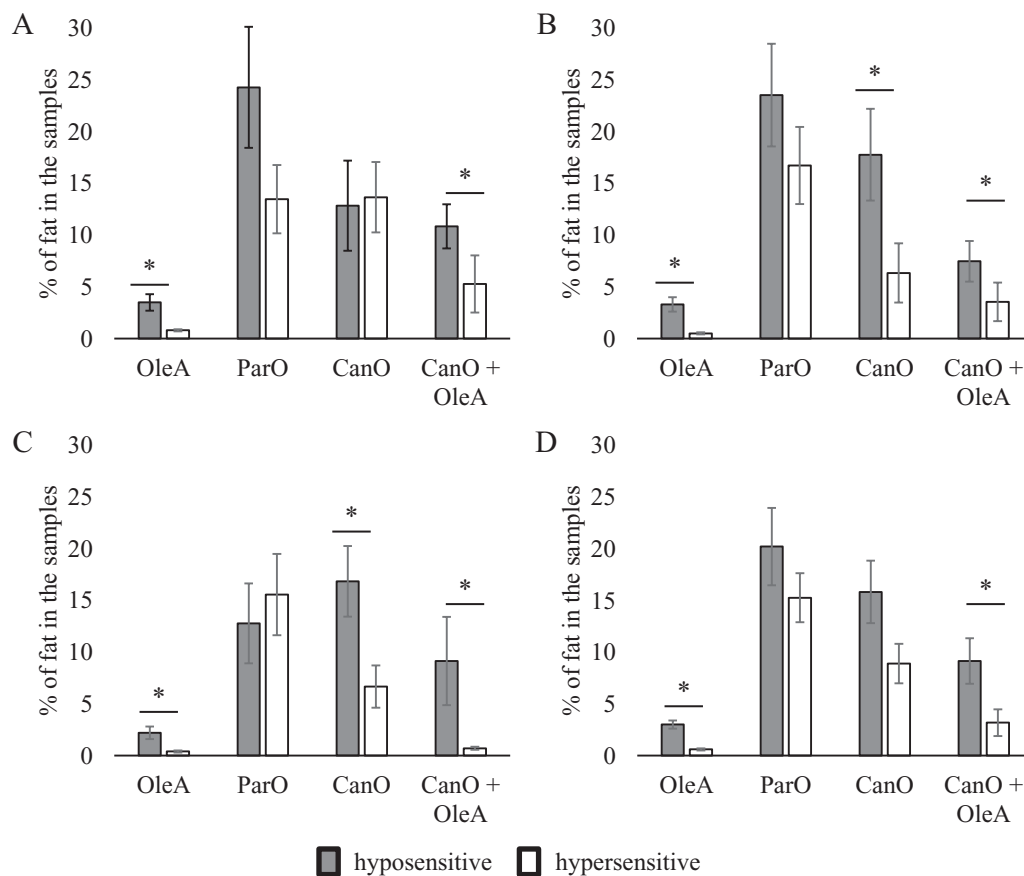 A
% of fat in the samples
30
25
20
15
10
5
0
*
*
OleA ParO CanO CanO +
OleA
B
% of fat in the samples
30
25
20
15
10
5
0
*
*
*
OleA ParO CanO CanO +
OleA
C
% of fat in the samples
30
25
20
15
10
5
0
*
*
*
OleA ParO CanO CanO +
OleA
D
% of fat in the samples
30
25
20
15
10
5
0
*
*
OleA ParO CanO CanO +
OleA
hyposensitive hypersensitive